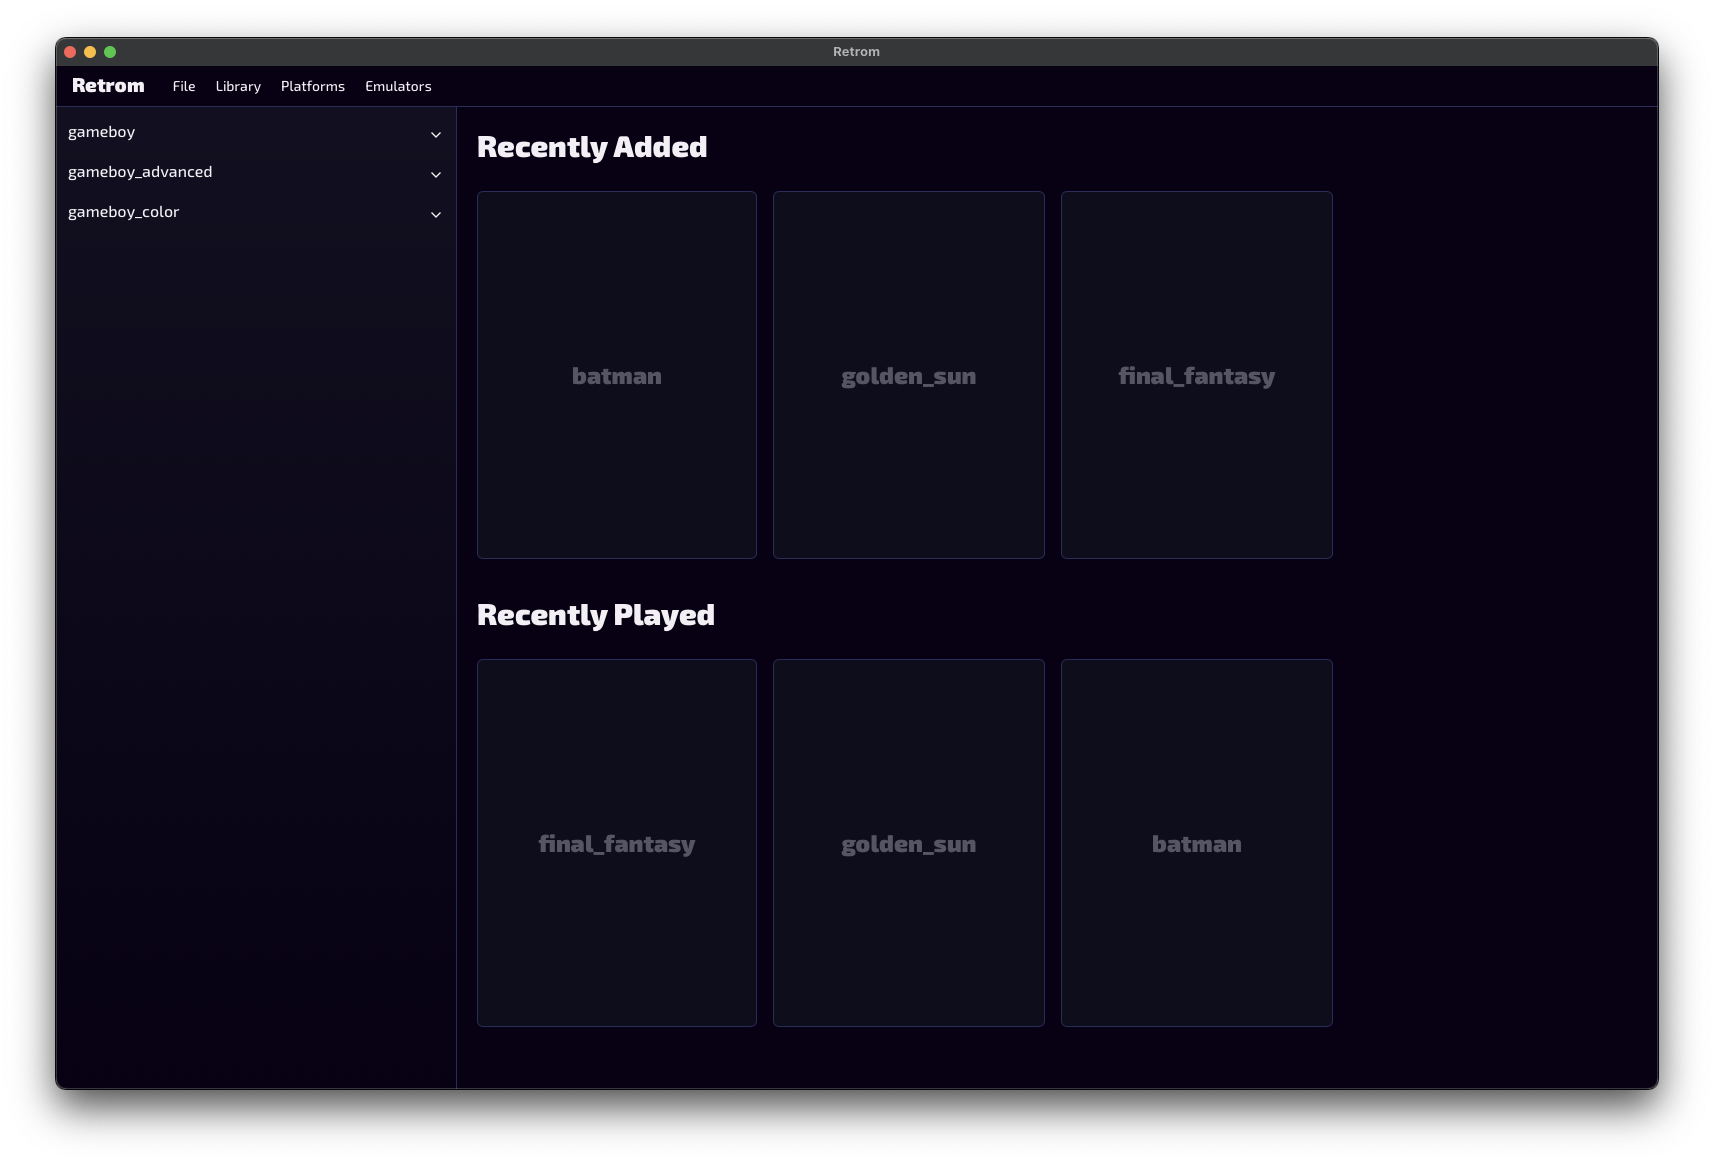 Retrom
Retrom File Library Platforms Emulators
gameboy
gameboy_advanced
gameboy_color
Recently Added
batman golden_sun final_fantasy
Recently Played
final_fantasy golden_sun batman